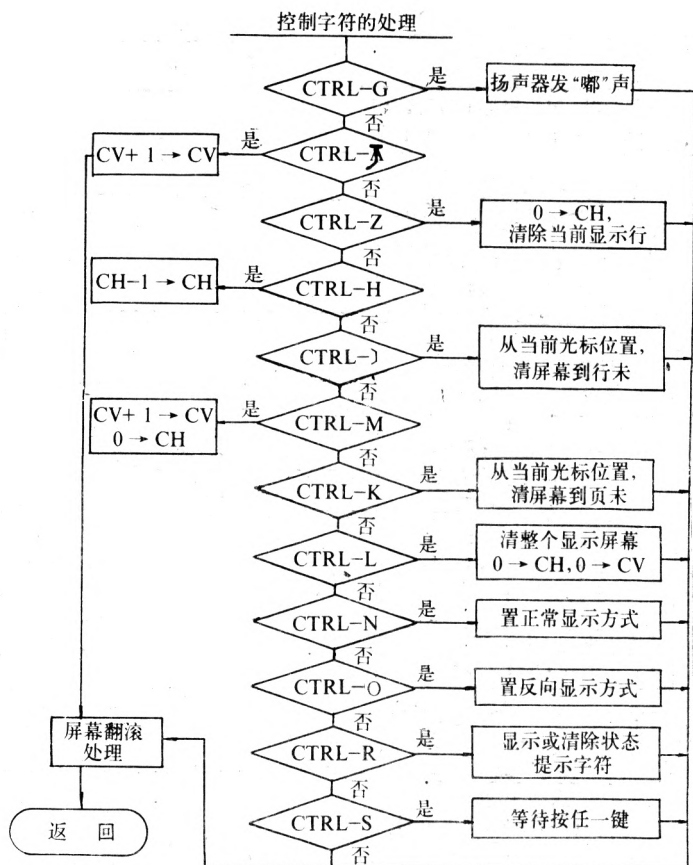 控制字符的处理
CTRL-G
是
扬声器发“嘟”声
否
CV+ 1 → CV
是
否
CTRL-Z
是
0 → CH,
清除当前显示行
否
CH-1 → CH
是
CTRL-H
否
CTRL-〕
是
从当前光标位置,
清屏幕到行未
否
CV+ 1 → CV
0 → CH
是
CTRL-M
否
CTRL-K
是
从当前光标位置,
清屏幕到页未
否
CTRL-L
是
清整个显示屏幕
0 → CH, 0 → CV
否
CTRL-N
是
置正常显示方式
否
CTRL-O
是
置反向显示方式
否
屏幕翻滚
处理
CTRL-R
是
显示或清除状态
提示字符
否
返 回
CTRL-S
是
等待按任一键
否